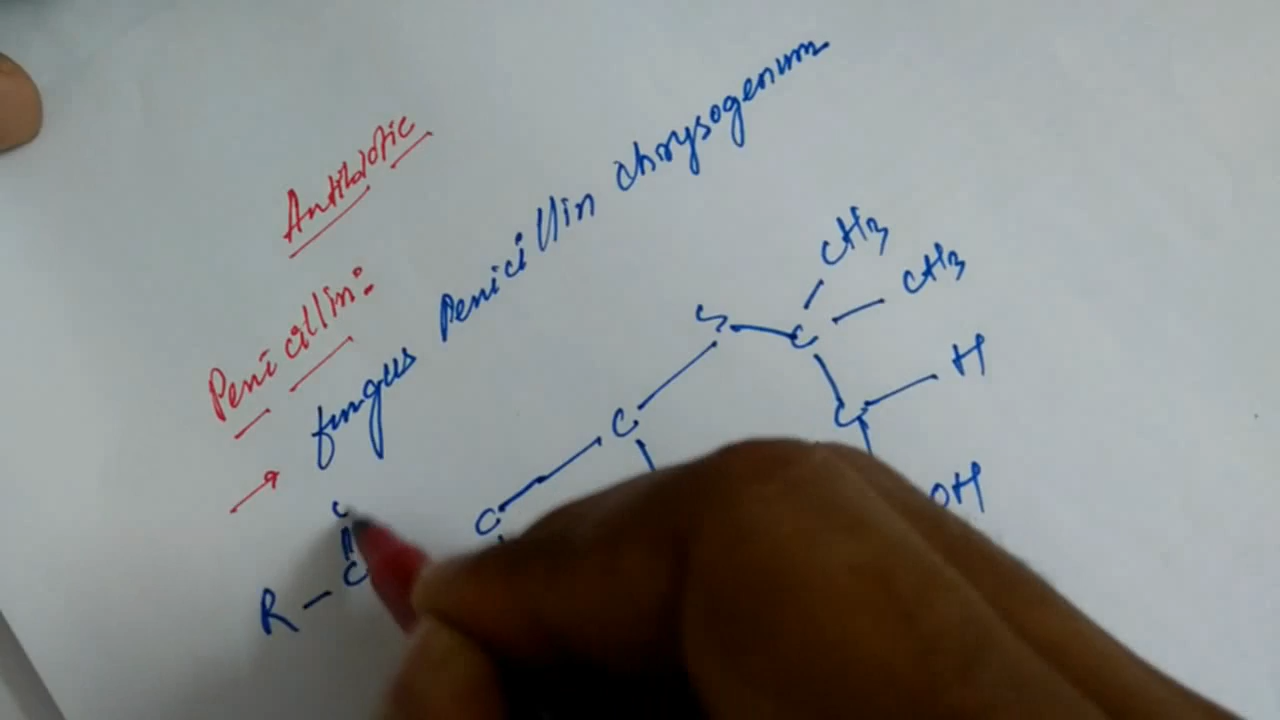 Antibiotic
Penicillin:
→ fungus Penicillin chrysogenum
CH3
CH3
S C
H
C C
C OH
R - C